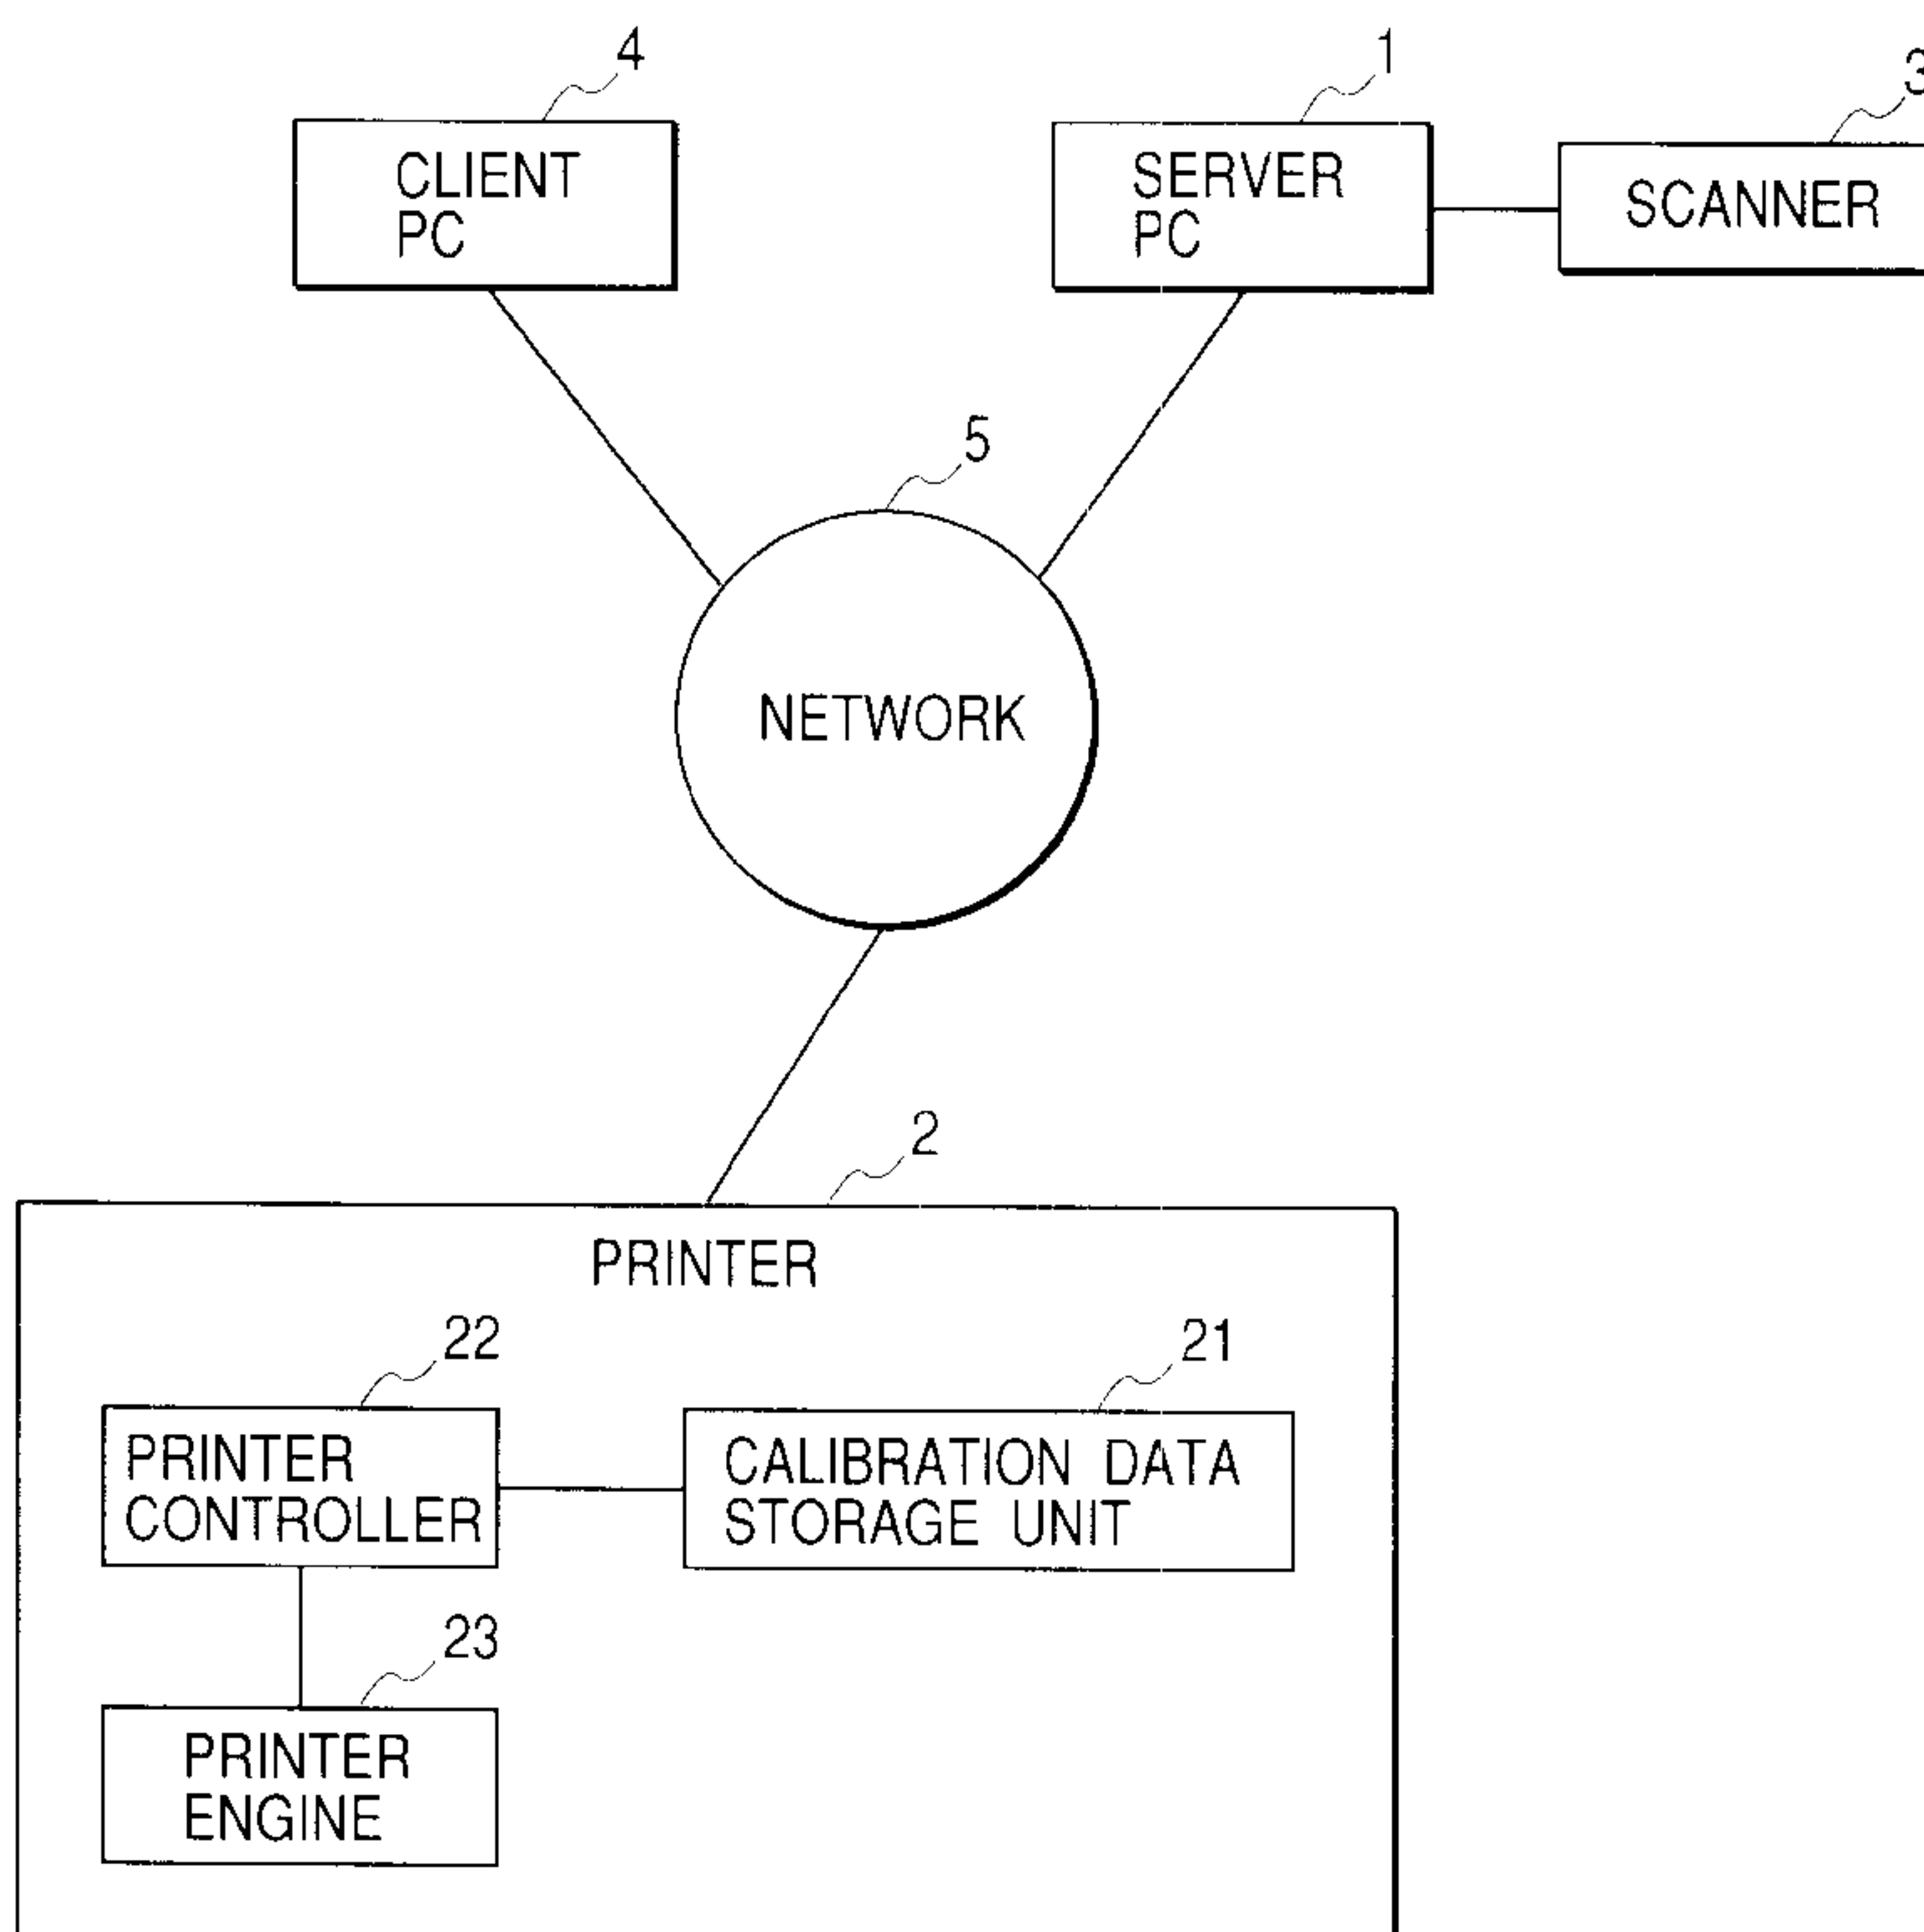 4
1
3
CLIENT
PC
SERVER
PC
SCANNER
5
NETWORK
2
PRINTER
22
21
PRINTER
CONTROLLER
CALIBRATION DATA
STORAGE UNIT
23
PRINTER
ENGINE